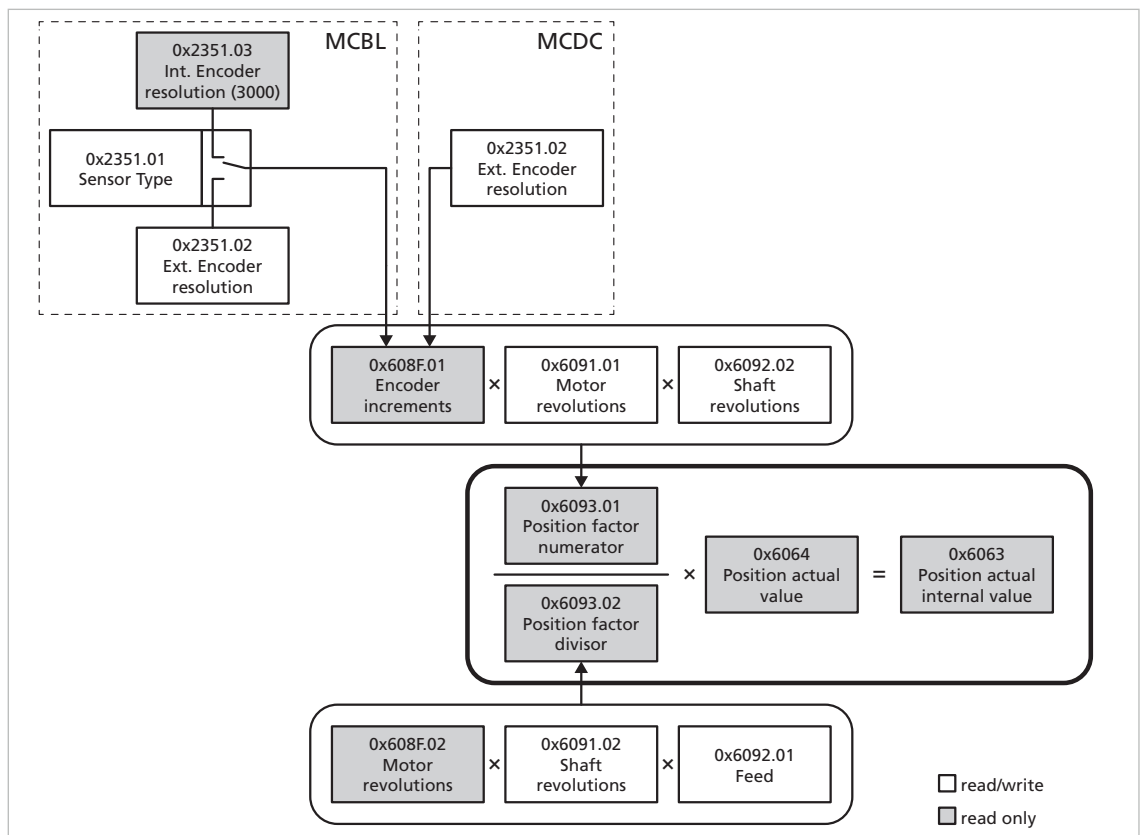 MCBL
MCDC
0x2351.03
Int. Encoder
resolution (3000)
0x2351.01
Sensor Type
0x2351.02
Ext. Encoder
resolution
0x2351.02
Ext. Encoder
resolution
0x608F.01
Encoder
increments
×
0x6091.01
Motor
revolutions
×
0x6092.02
Shaft
revolutions
0x6093.01
Position factor
numerator
0x6093.02
Position factor
divisor
×
0x6064
Position actual
value
=
0x6063
Position actual
internal value
0x608F.02
Motor
revolutions
×
0x6091.02
Shaft
revolutions
×
0x6092.01
Feed
read/write
read only